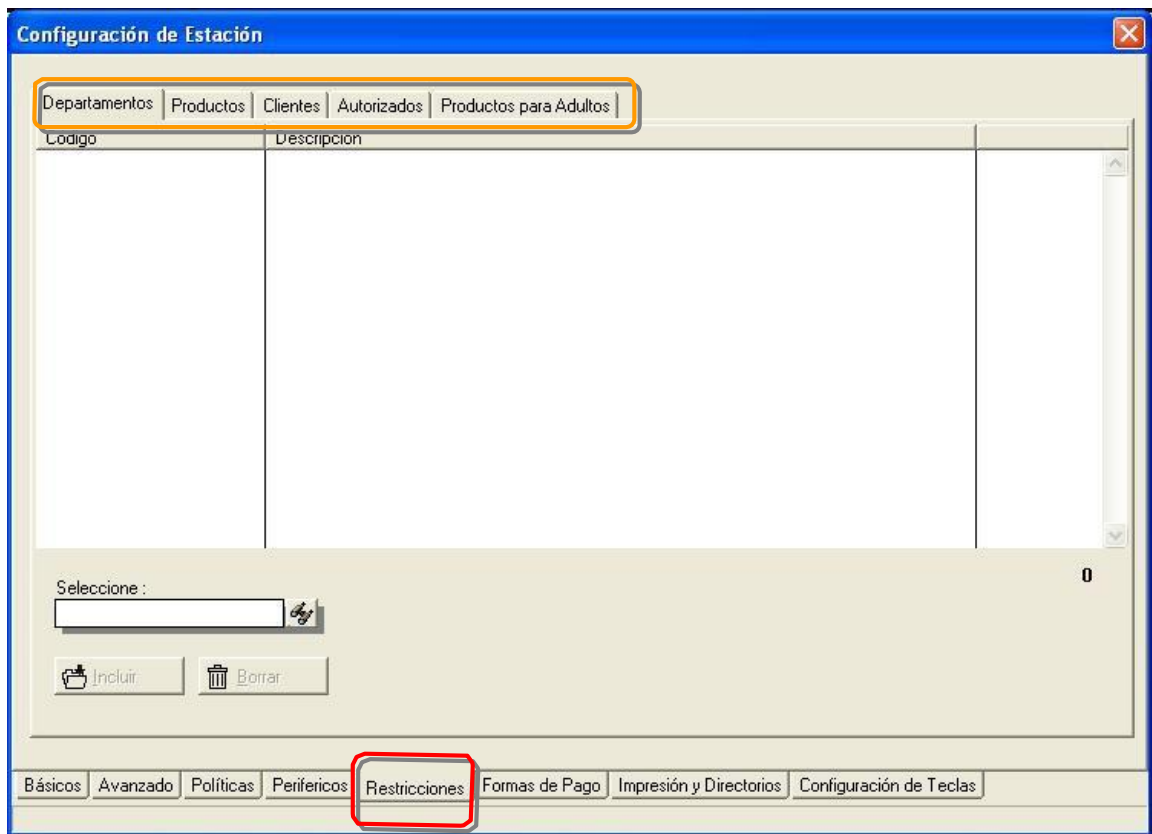 Configuración de Estación
Departamentos Productos Clientes Autorizados Productos para Adultos
Codigo Descripcion
0
Seleccione :
Incluir Borrar
Básicos Avanzado Políticas Perifericos Restricciones Formas de Pago Impresión y Directorios Configuración de Teclas